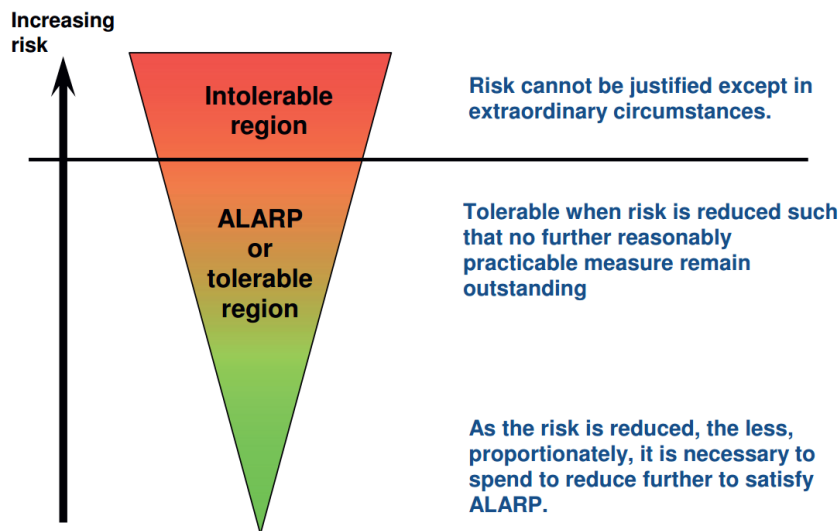 Increasing
risk
Intolerable
region
Risk cannot be justified except in
extraordinary circumstances.
ALARP
or
tolerable
region
Tolerable when risk is reduced such
that no further reasonably
practicable measure remain
outstanding
As the risk is reduced, the less,
proportionately, it is necessary to
spend to reduce further to satisfy
ALARP.